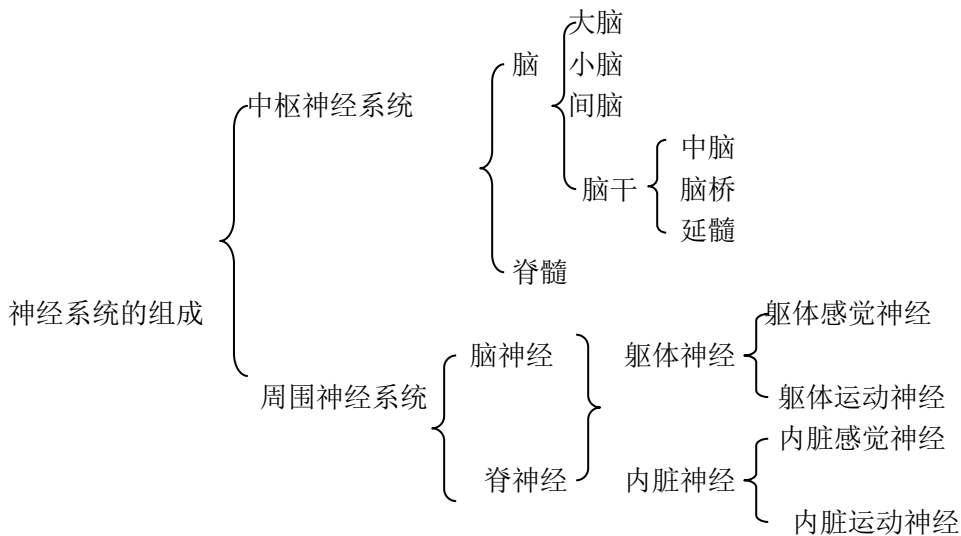 大脑
脑
小脑
中枢神经系统
间脑
中脑
脑干
脑桥
延髓
脊髓
神经系统的组成
躯体感觉神经
脑神经
躯体神经
周围神经系统
躯体运动神经
内脏感觉神经
脊神经
内脏神经
内脏运动神经